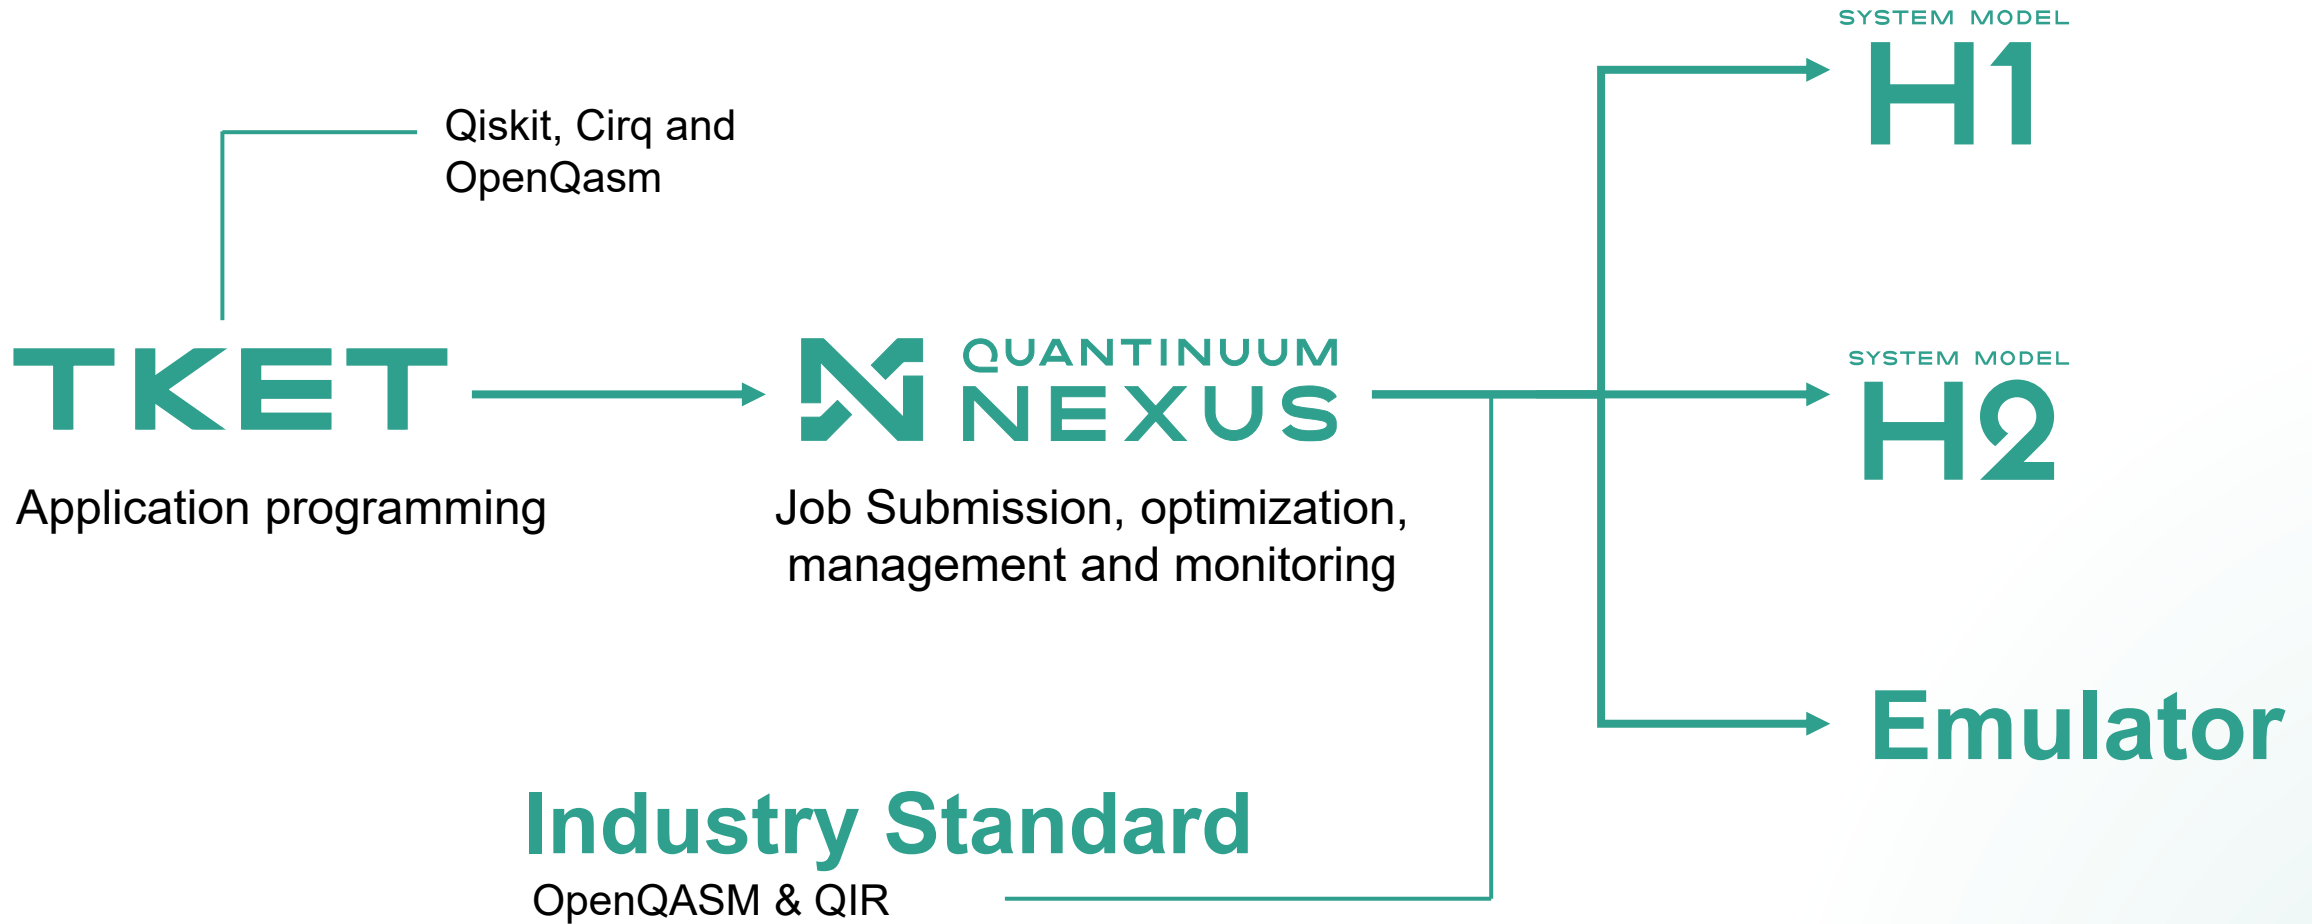 SYSTEM MODEL
H1
Qiskit, Cirq and
OpenQasm
TKET
Application programming
QUANTINUUM
NEXUS
Job Submission, optimization,
management and monitoring
SYSTEM MODEL
H2
Emulator
Industry Standard
OpenQASM & QIR